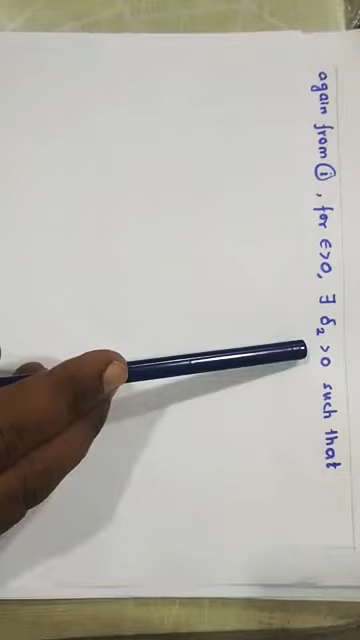 again from ⓘ, for ε>0, ∃ δ₂>0 such that